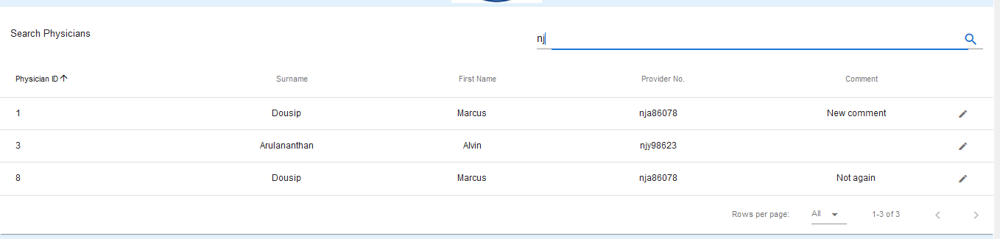 Search Physicians
nj
Physician ID Surname First Name Provider No. Comment
1 Dousip Marcus nja86078 New comment
3 Arulananthan Alvin njy98623
8 Dousip Marcus nja86078 Not again
Rows per page: All 1-3 of 3